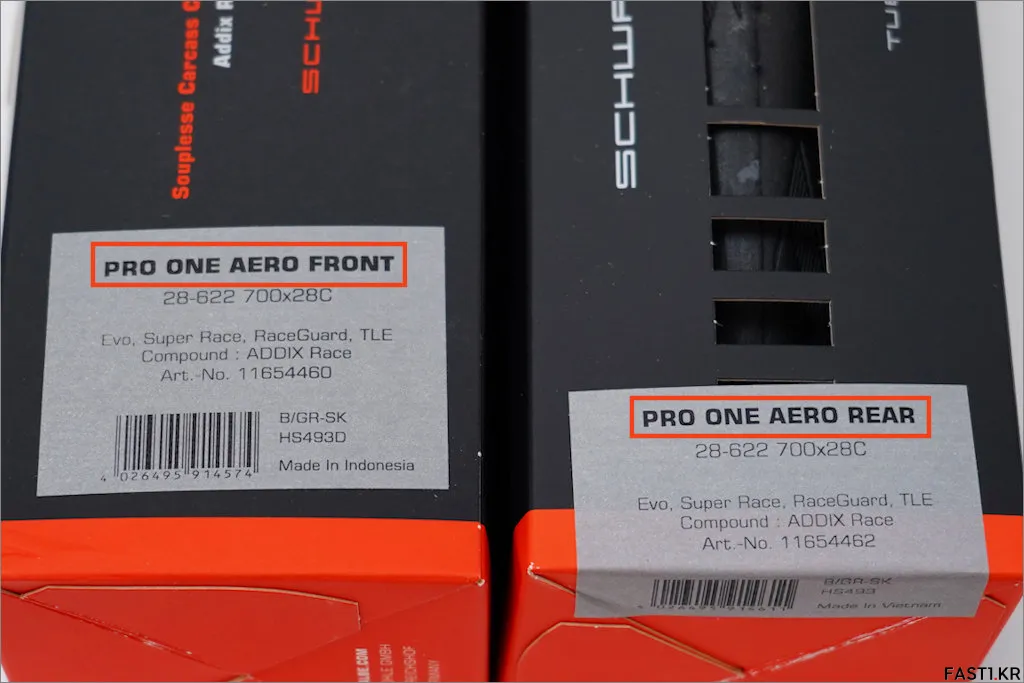 Souplesse Carcass C
Addix R
SCHW
PRO ONE AERO FRONT
28-622 700x28C
Evo, Super Race, RaceGuard, TLE
Compound : ADDIX Race
Art.-No. 11654460
B/GR-SK
HS493D
Made In Indonesia
4 026495 914574
SCHWA
TU
PRO ONE AERO REAR
28-622 700x28C
Evo, Super Race, RaceGuard, TLE
Compound : ADDIX Race
Art.-No. 11654462
B/GR-SK
HS493
Made In Vietnam
FAST1.KR